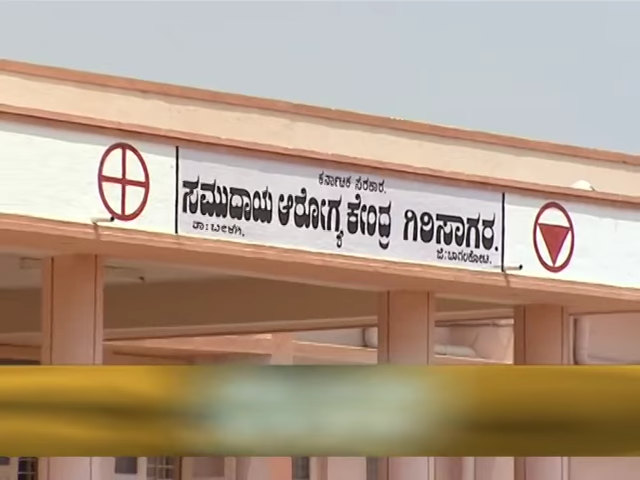 ಕರ್ನಾಟಕ ಸರಕಾರ.
ಸಮುದಾಯ ಆರೋಗ್ಯ ಕೇಂದ್ರ ಗಿರಿಸಾಗರ.
ತಾ: ಬೀಳಗಿ. ಜಿ: ಬಾಗಲಕೋಟ.